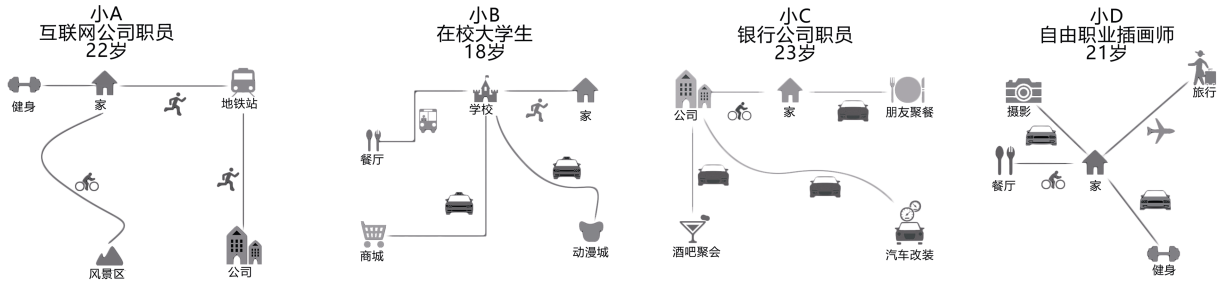 小A
互联网公司职员
22岁
健身
家
地铁站
风景区
公司
小B
在校大学生
18岁
学校
家
餐厅
商城
动漫城
小C
银行公司职员
23岁
公司
家
朋友聚餐
酒吧聚会
汽车改装
小D
自由职业插画师
21岁
摄影
旅行
餐厅
家
健身